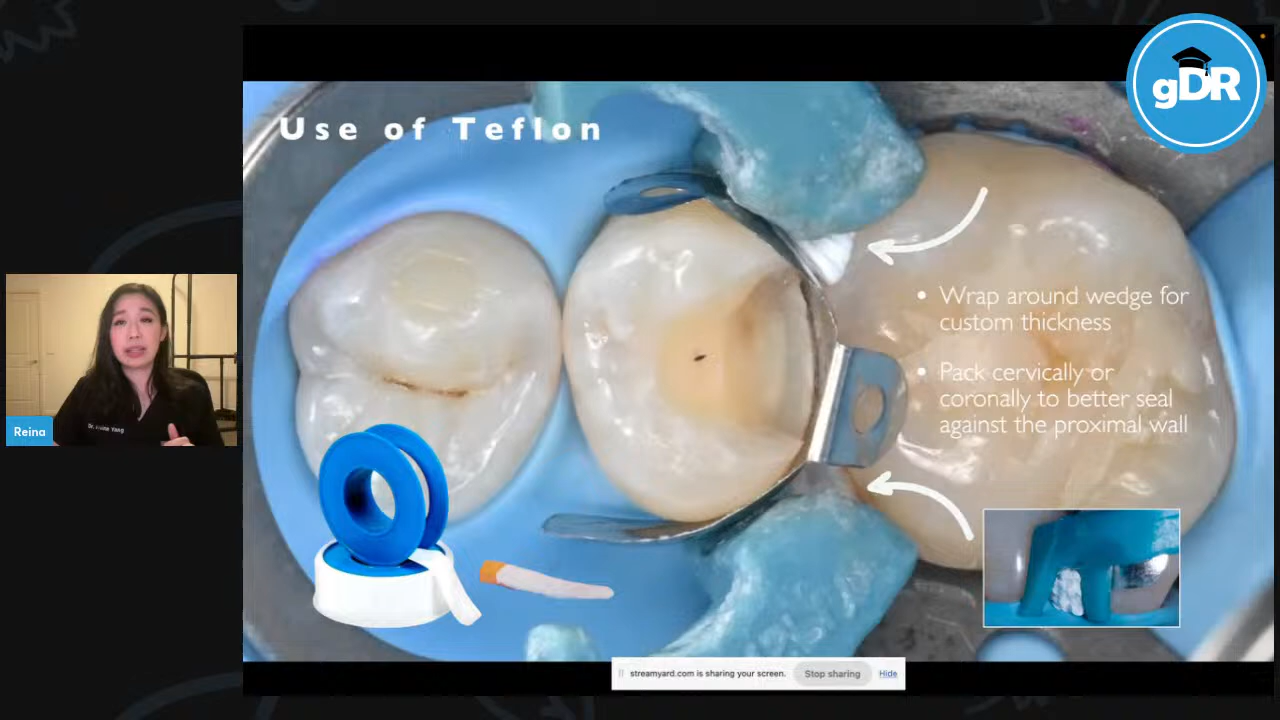 Use of Teflon
gDR
• Wrap around wedge for
custom thickness
• Pack cervically or
coronally to better seal
against the proximal wall
Reina
streamyard.com is sharing your screen.
Stop sharing
Hide